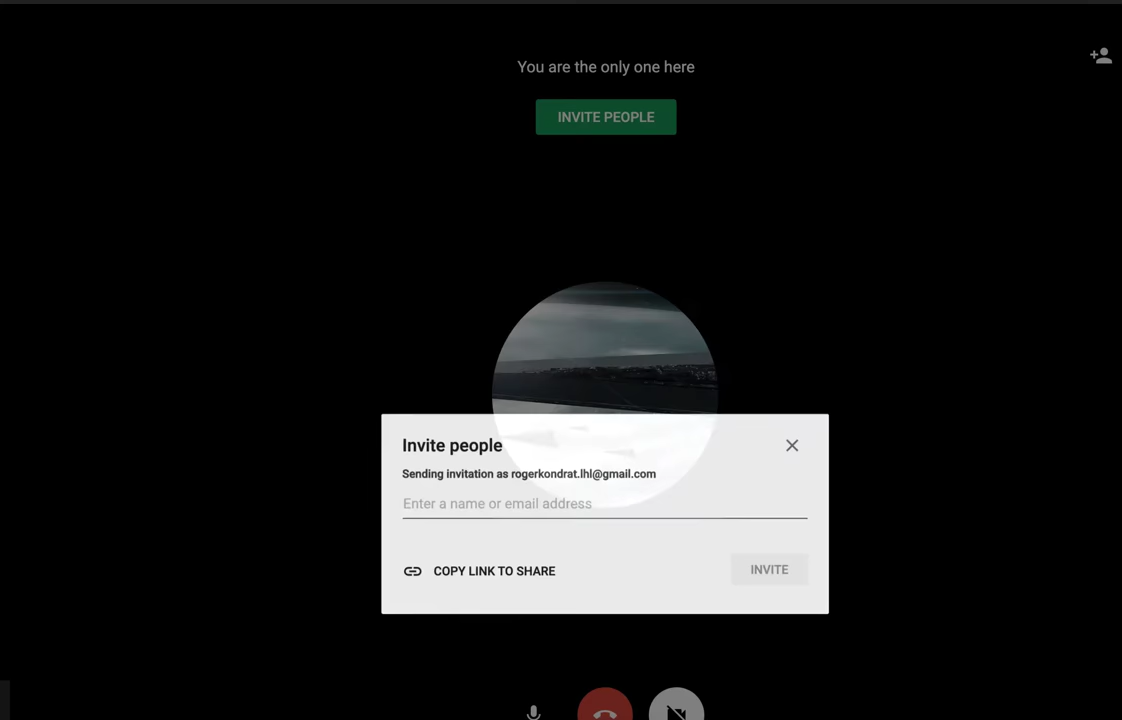 You are the only one here
INVITE PEOPLE
Invite people
Sending invitation as rogerkondrat.lhl@gmail.com
Enter a name or email address
COPY LINK TO SHARE
INVITE